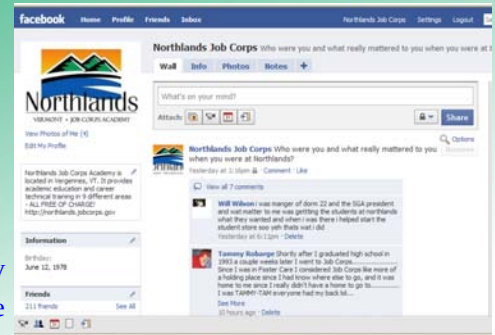 facebook Home Profile Friends Inbox Northlands Job Corps Settings Logout
Northlands Job Corps Who were you and what really mattered to you when you were at
Wall Info Photos Notes +
What's on your mind?
Attach: Share
Northlands
VERMONT • JOB CORPS ACADEMY
View Photos of Me (4)
Edit My Profile
Northlands Job Corps Academy is
located in Vergennes, VT. It provides
academic education and career
technical training in 9 different areas
- ALL FREE OF CHARGE!
http://northlands.jobcorps.gov
Information
Birthday:
June 12, 1978
Friends
211 friends See All
Options
Northlands Job Corps Who were you and what really mattered to you
when you were at Northlands?
Yesterday at 1:16pm · Comment · Like
View all 7 comments
Will Wilson i was manger of dorm 22 and the SGA president
and wat matter to me was getting the students at northlands
what they wanted and when i was there i helped start the
student store soo yeh thats wat i did
Yesterday at 6:11pm · Delete
Tammy Robarge Shortly after I graduated high school in
1993 a couple weeks later I went to Job Corps.............
Since I was in Foster Care I considered Job Corps like more of
a holding place since I had know where else to go, and it was
home to me since I really didn't have a home to go to...........
I was TAMMY-TAM everyone had my back lol...
See More
10 hours ago · Delete